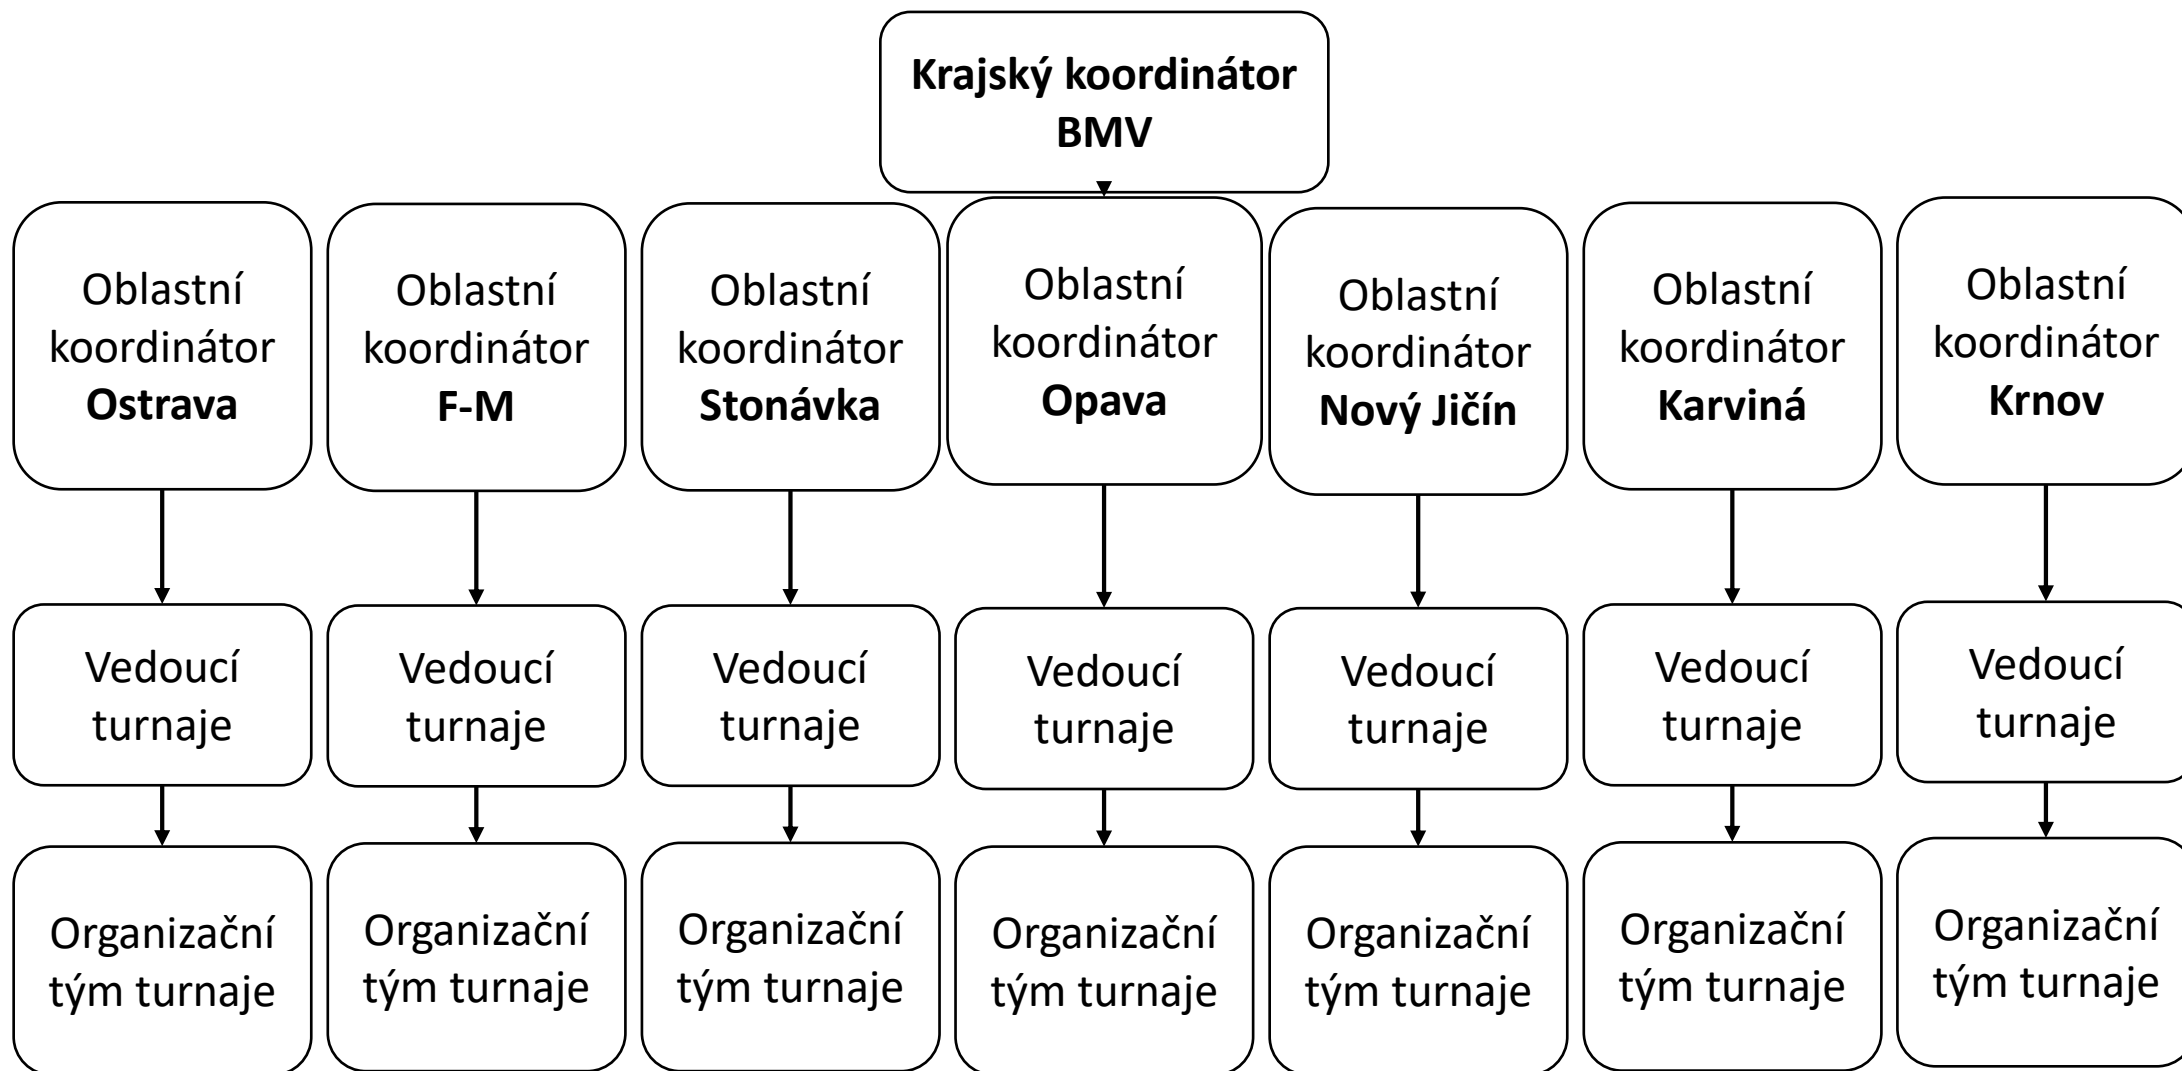 Krajský koordinátor
BMV
Oblastní
koordinátor
Ostrava
Oblastní
koordinátor
F-M
Oblastní
koordinátor
Stonávka
Oblastní
koordinátor
Opava
Oblastní
koordinátor
Nový Jičín
Oblastní
koordinátor
Karviná
Oblastní
koordinátor
Krnov
Vedoucí
turnaje
Vedoucí
turnaje
Vedoucí
turnaje
Vedoucí
turnaje
Vedoucí
turnaje
Vedoucí
turnaje
Vedoucí
turnaje
Organizační
tým turnaje
Organizační
tým turnaje
Organizační
tým turnaje
Organizační
tým turnaje
Organizační
tým turnaje
Organizační
tým turnaje
Organizační
tým turnaje